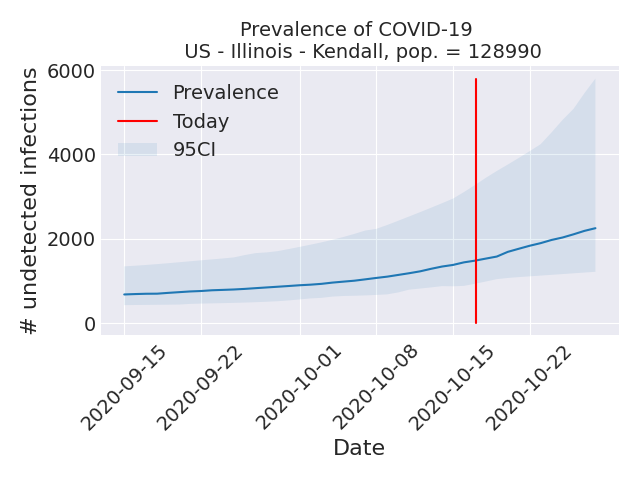 Prevalence of COVID-19
US - Illinois - Kendall, pop. = 128990
# undetected infections
6000
4000
2000
0
Prevalence
Today
95CI
2020-09-15
2020-09-22
2020-10-01
2020-10-08
2020-10-15
2020-10-22
Date